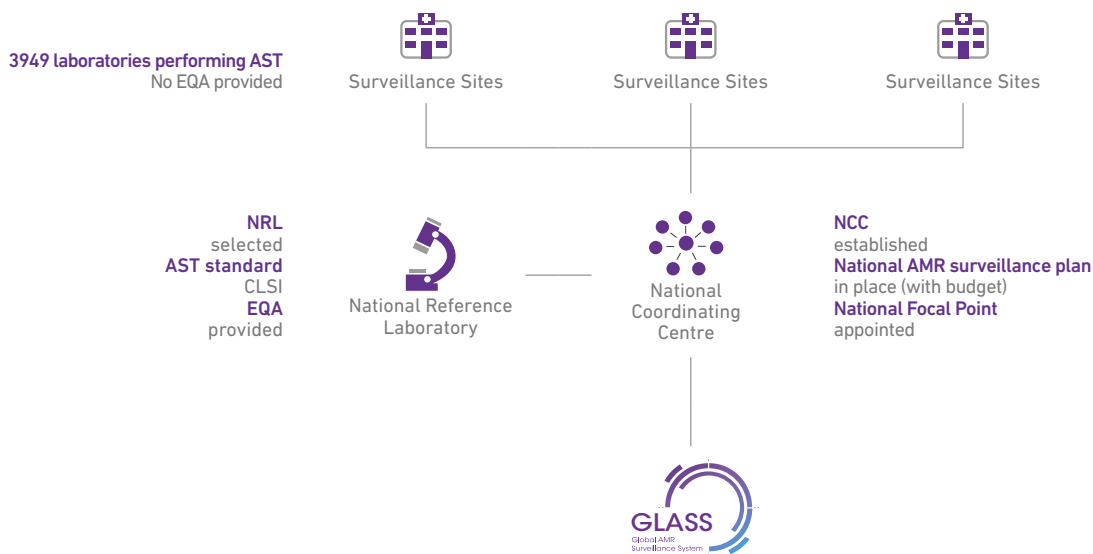 3949 laboratories performing AST
No EQA provided
Surveillance Sites
Surveillance Sites
Surveillance Sites
NRL
selected
AST standard
CLSI
EQA
provided
National Reference
Laboratory
National
Coordinating
Centre
NCC
established
National AMR surveillance plan
in place (with budget)
National Focal Point
appointed
GLASS
Global AMR
Surveillance System